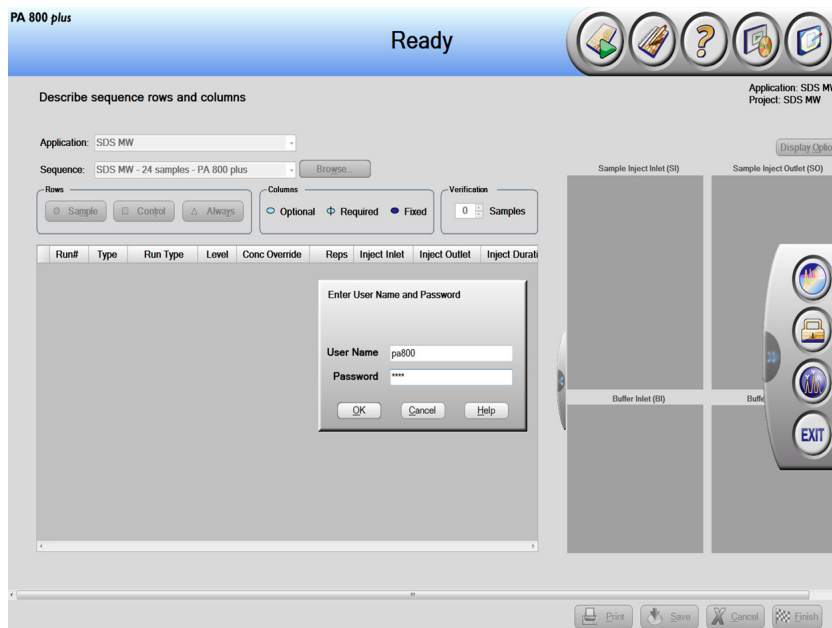 PA 800 plus
Ready
Describe sequence rows and columns
Application: SDS MW
Project: SDS MW
Application: SDS MW
Sequence: SDS MW - 24 samples - PA 800 plus Browse...
Display Optio
Rows
Columns
Verification
Sample Control Always
Optional Required Fixed
0 Samples
Sample Inject Inlet (SI) Sample Inject Outlet (SO)
Run# Type Run Type Level Conc Override Reps Inject Inlet Inject Outlet Inject Durati
Enter User Name and Password
User Name pa800
Password ****
OK Cancel Help
Buffer Inlet (BI) Buffe
EXIT
Print Save Cancel Finish